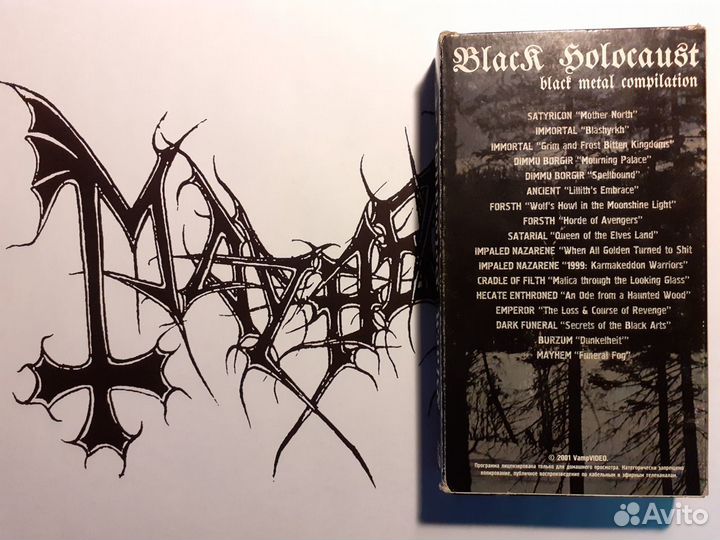 MAYHE
Black Holocaust
black metal compilation
SATYRICON "Mother North"
IMMORTAL "Blashyrkh"
IMMORTAL "Grim and Frost Bitten Kingdoms"
DIMMU BORGIR "Mourning Palace"
DIMMU BORGIR "Spellbound"
ANCIENT "Lillith's Embrace"
FORSTH "Wolf's Howl in the Moonshine Light"
FORSTH "Horde of Avengers"
SATARIAL "Queen of the Elves Land"
IMPALED NAZARENE "When All Golden Turned to Shit
IMPALED NAZARENE "1999: Karmakeddon Warriors"
CRADLE OF FILTH "Malica through the Looking Glass"
HECATE ENTHRONED "An Ode from a Haunted Wood"
EMPEROR "The Loss & Course of Revenge"
DARK FUNERAL "Secrets of the Black Arts"
BURZUM "Dunkelheit"
MAYHEM "Funeral Fog"
© 2001 VampVIDEO.
Программа лицензирована только для домашнего просмотра. Категорически запрещено
копирование, публичное воспроизведение по кабельным и эфирным телеканалам.
Avito